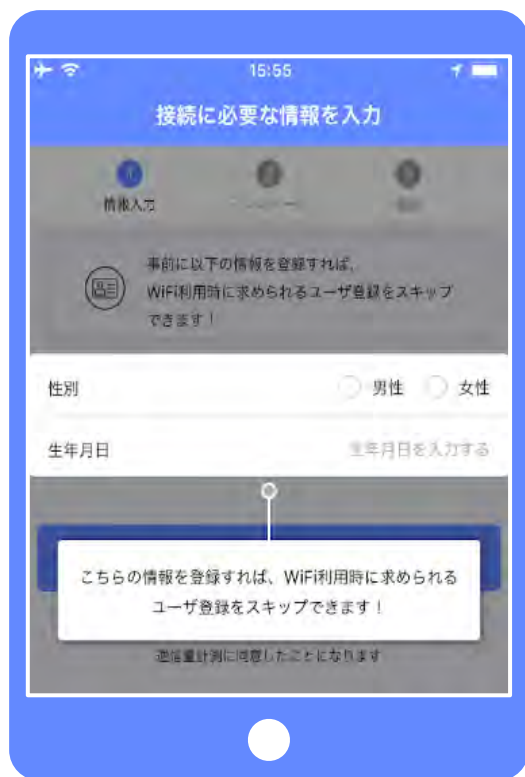 15:55
接続に必要な情報を入力
情報入力
事前に以下の情報を登録すれば、
WiFi利用時に求められるユーザ登録をスキップ
できます！
性別 男性 女性
生年月日 生年月日を入力する
こちらの情報を登録すれば、WiFi利用時に求められる
ユーザ登録をスキップできます！
通信量計測に同意したことになります